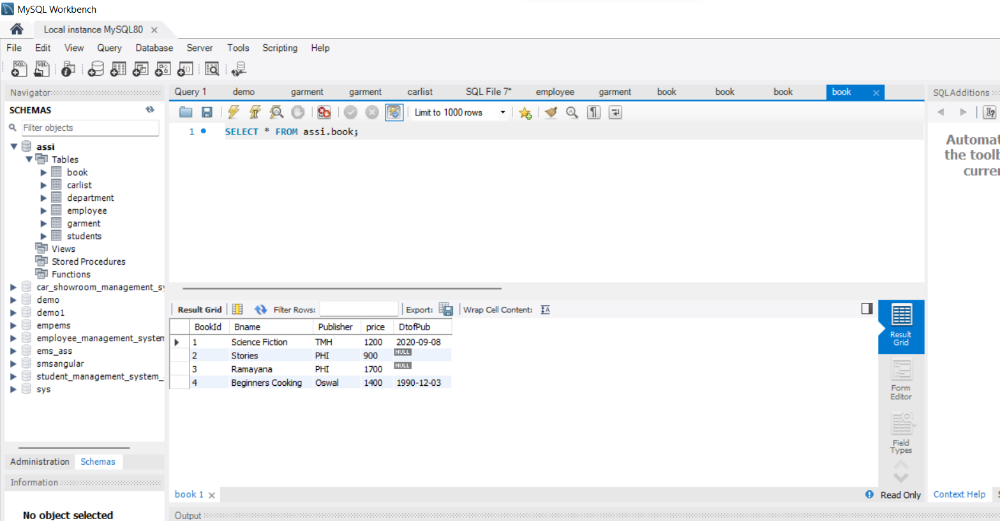 MySQL Workbench
Local instance MySQL80
File Edit View Query Database Server Tools Scripting Help
Navigator
SCHEMAS
Filter objects
assi
Tables
book
carlist
department
employee
garment
students
Views
Stored Procedures
Functions
car_showroom_management_sy
demo
demo1
empems
employee_management_system
ems_ass
smsangular
student_management_system_
sys
Administration Schemas
Information
No object selected
Query 1 demo garment garment carlist SQL File 7* employee garment book book book book
Limit to 1000 rows
1 SELECT * FROM assi.book;
Result Grid Filter Rows: Export: Wrap Cell Content:
BookId Bname Publisher price DtofPub
1 Science Fiction TMH 1200 2020-09-08
2 Stories PHI 900 NULL
3 Ramayana PHI 1700 NULL
4 Beginners Cooking Oswal 1400 1990-12-03
Result
Grid
Form
Editor
Field
Types
book 1
Read Only
Output
SQLAdditions
Automat
the toolb
currer
Context Help S